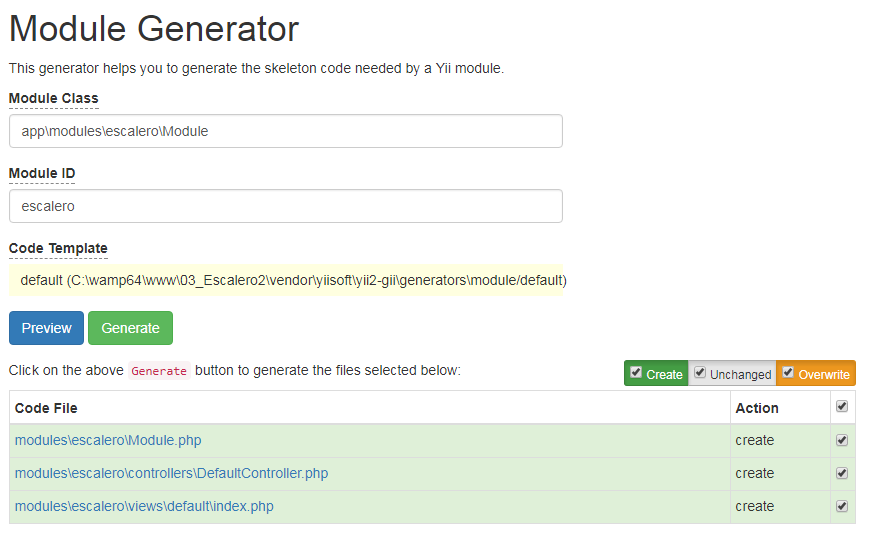 Module Generator
This generator helps you to generate the skeleton code needed by a Yii module.
Module Class
app\modules\escalero\Module
Module ID
escalero
Code Template
default (C:\wamp64\www\03_Escalero2\vendor\yiisoft\yii2-gii\generators\module/default)
Preview Generate
Click on the above Generate button to generate the files selected below: Create Unchanged Overwrite
Code File Action
modules\escalero\Module.php create
modules\escalero\controllers\DefaultController.php create
modules\escalero\views\default\index.php create